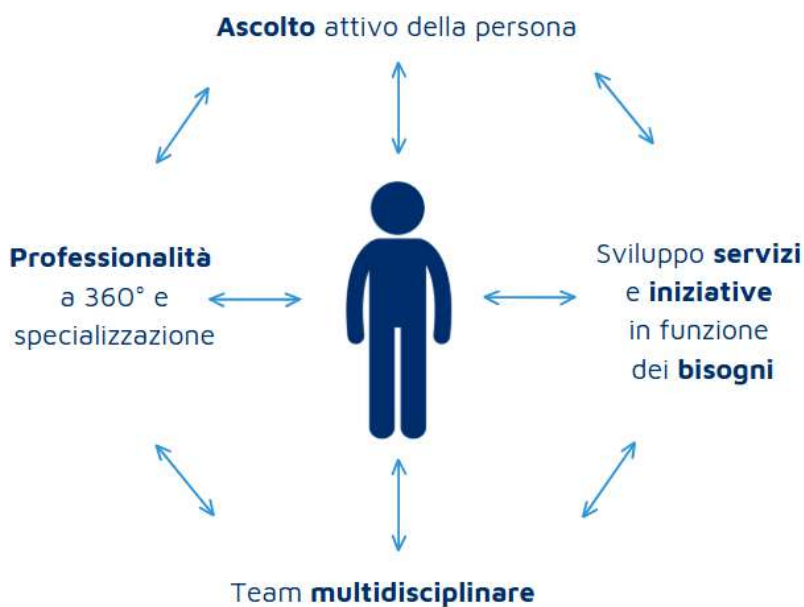 Ascolto attivo della persona
Professionalità
a 360° e
specializzazione
Sviluppo servizi
e iniziative
in funzione
dei bisogni
Team multidisciplinare